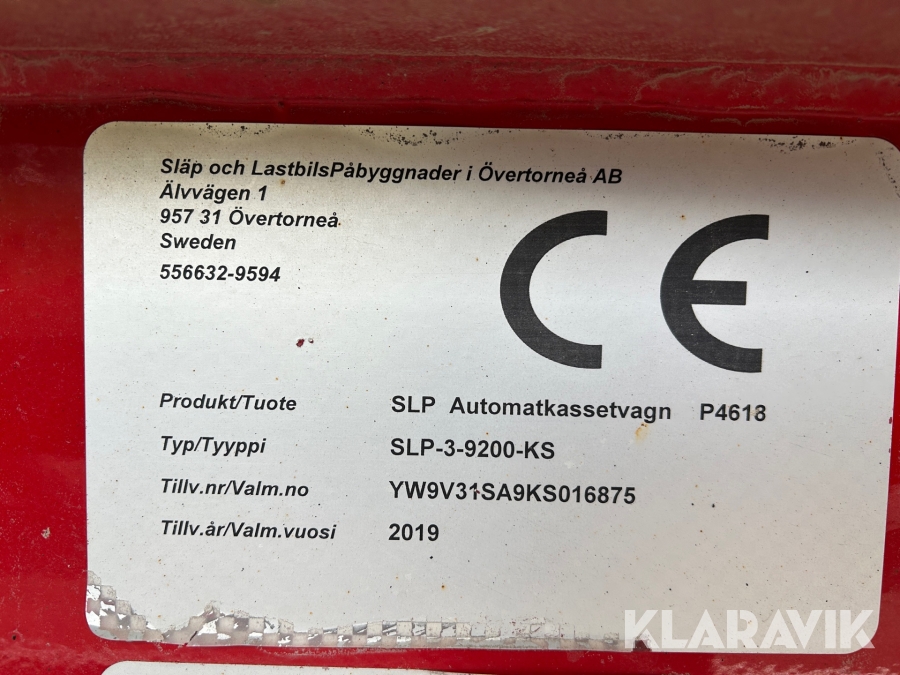 Släp och LastbilsPåbyggnader i Övertorneå AB
Älvvägen 1
957 31 Övertorneå
Sweden
556632-9594
CE
Produkt/Tuote SLP Automatkassetvagn P4618
Typ/Tyyppi SLP-3-9200-KS
Tillv.nr/Valm.no YW9V31SA9KS016875
Tillv.år/Valm.vuosi 2019
KLARAVIK